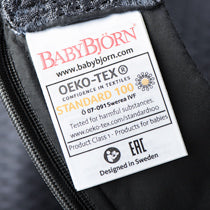 BABYBJÖRN
www.babybjorn.com
OEKO-TEX®
CONFIDENCE IN TEXTILES
STANDARD 100
Ö 07-091 Swerea IVF
Tested for harmful substances.
www.oeko-tex.com/standard100
Product Class 1 - Products for babies
EAC
Designed in Sweden